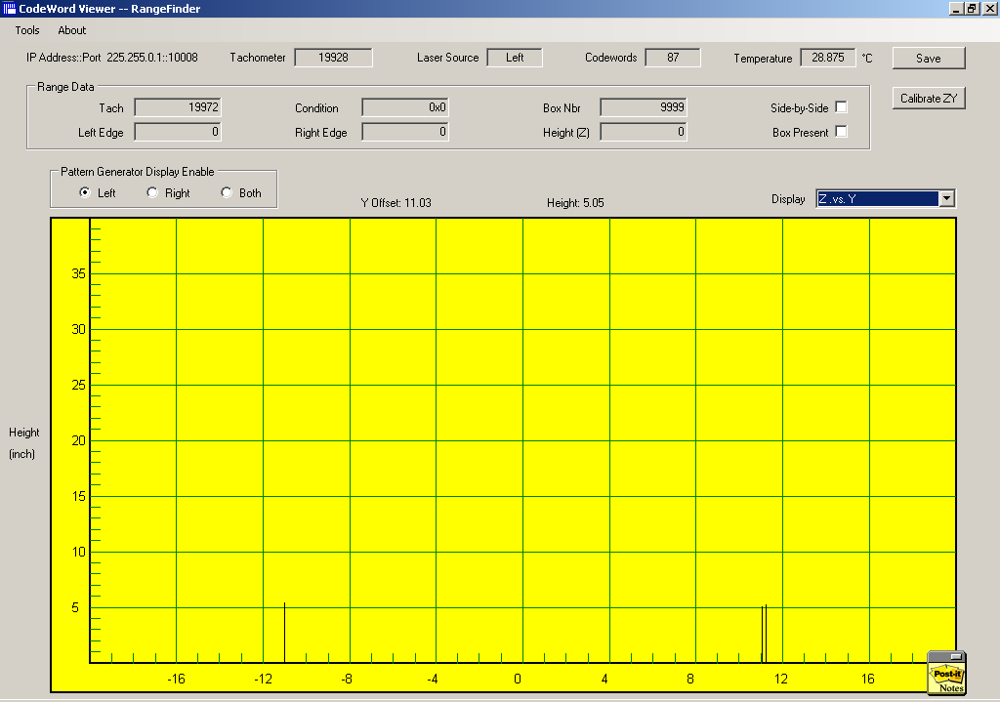 CodeWord Viewer -- RangeFinder
Tools About
IP Address::Port 225.255.0.1::10008 Tachometer 19928 Laser Source Left Codewords 87 Temperature 28.875 °C Save
Range Data
Tach 19972 Condition 0x0 Box Nbr 9999 Side-by-Side Calibrate ZY
Left Edge 0 Right Edge 0 Height (Z) 0 Box Present
Pattern Generator Display Enable
Left Right Both
Y Offset: 11.03 Height: 5.05 Display Z .vs. Y
35
30
25
Height
(inch)
20
15
10
5
-16 -12 -8 -4 0 4 8 12 16
Post-it
Notes